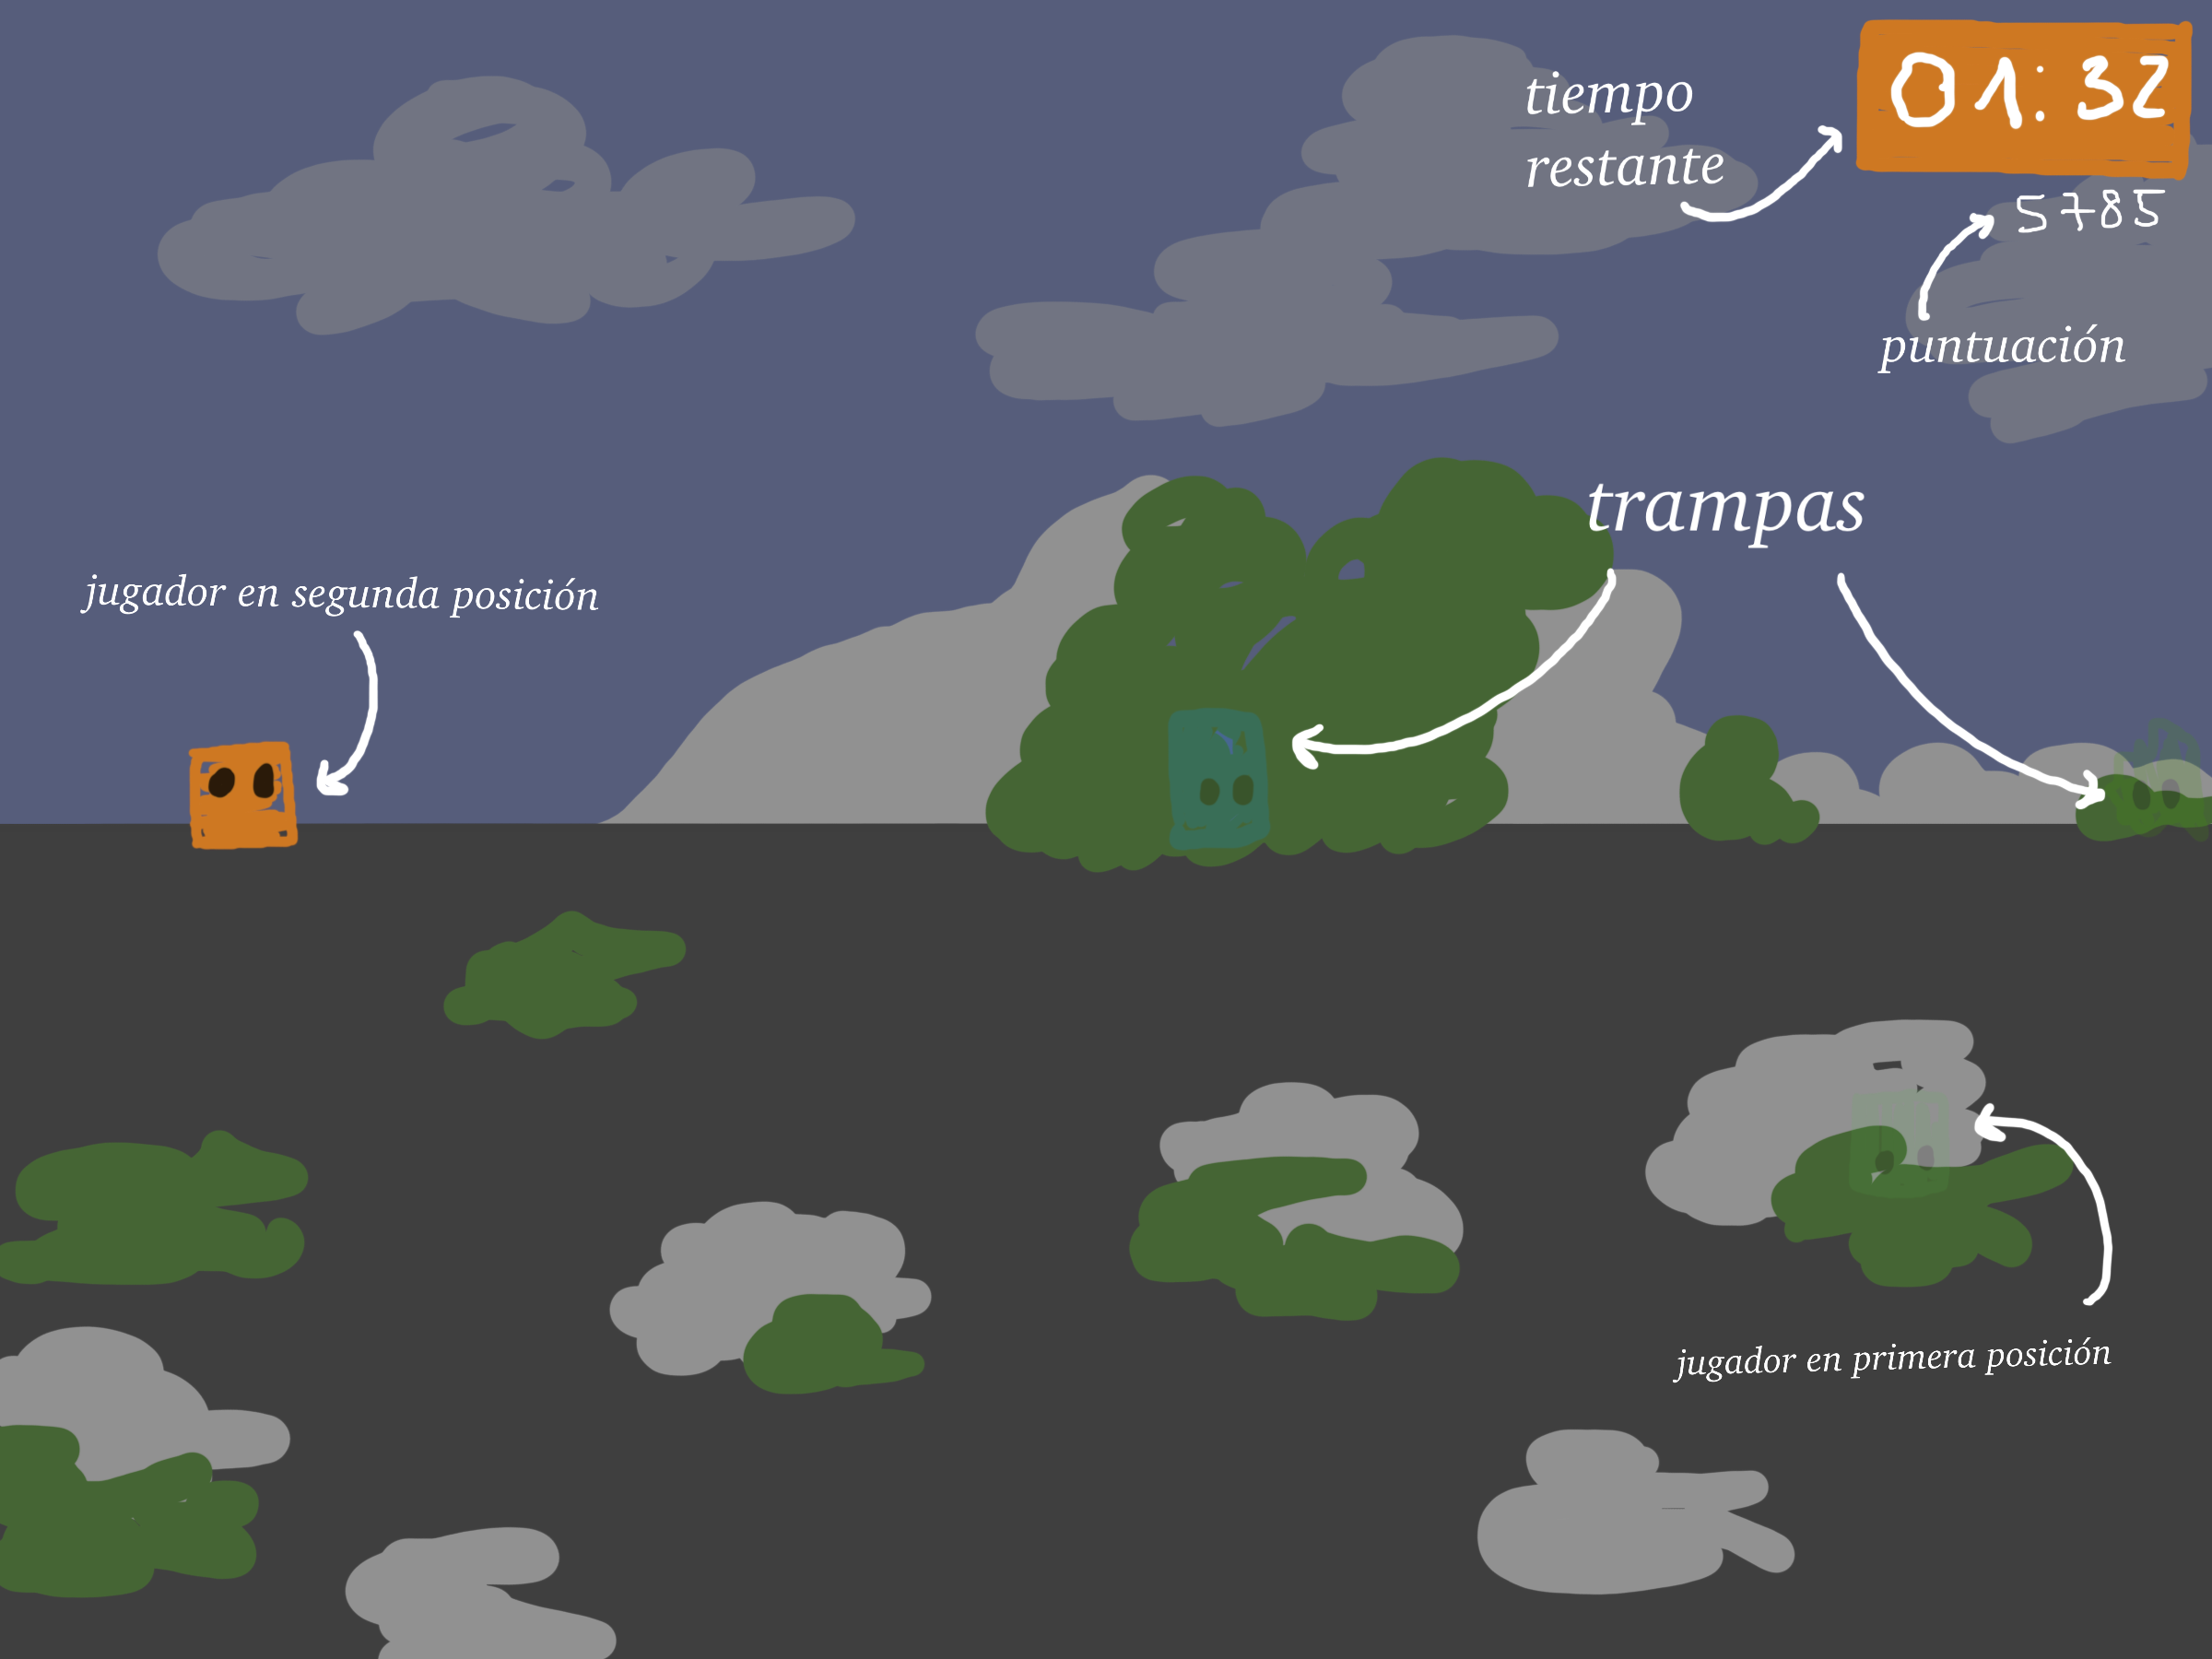 tiempo
restante
01:32
5785
puntuación
trampas
jugador en segunda posición
jugador en primera posición